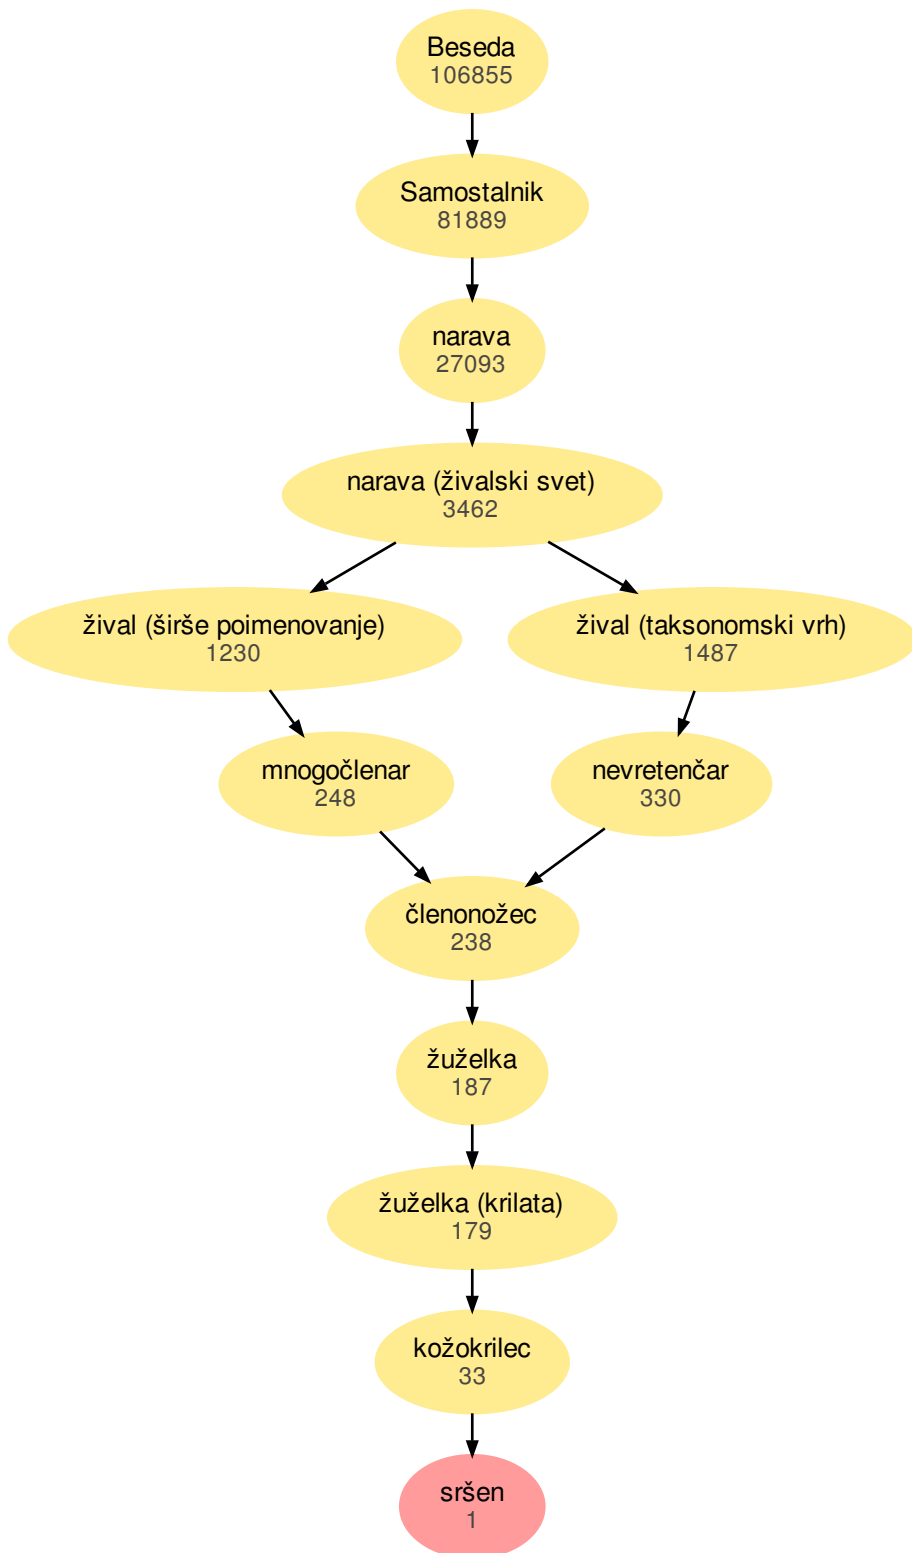 Beseda
106855
Samostalnik
81889
narava
27093
narava (živalski svet)
3462
žival (širše poimenovanje)
1230
žival (taksonomski vrh)
1487
mnogočlenar
248
nevretenčar
330
členonožec
238
žuželka
187
žuželka (krilata)
179
kožokrilec
33
sršen
1